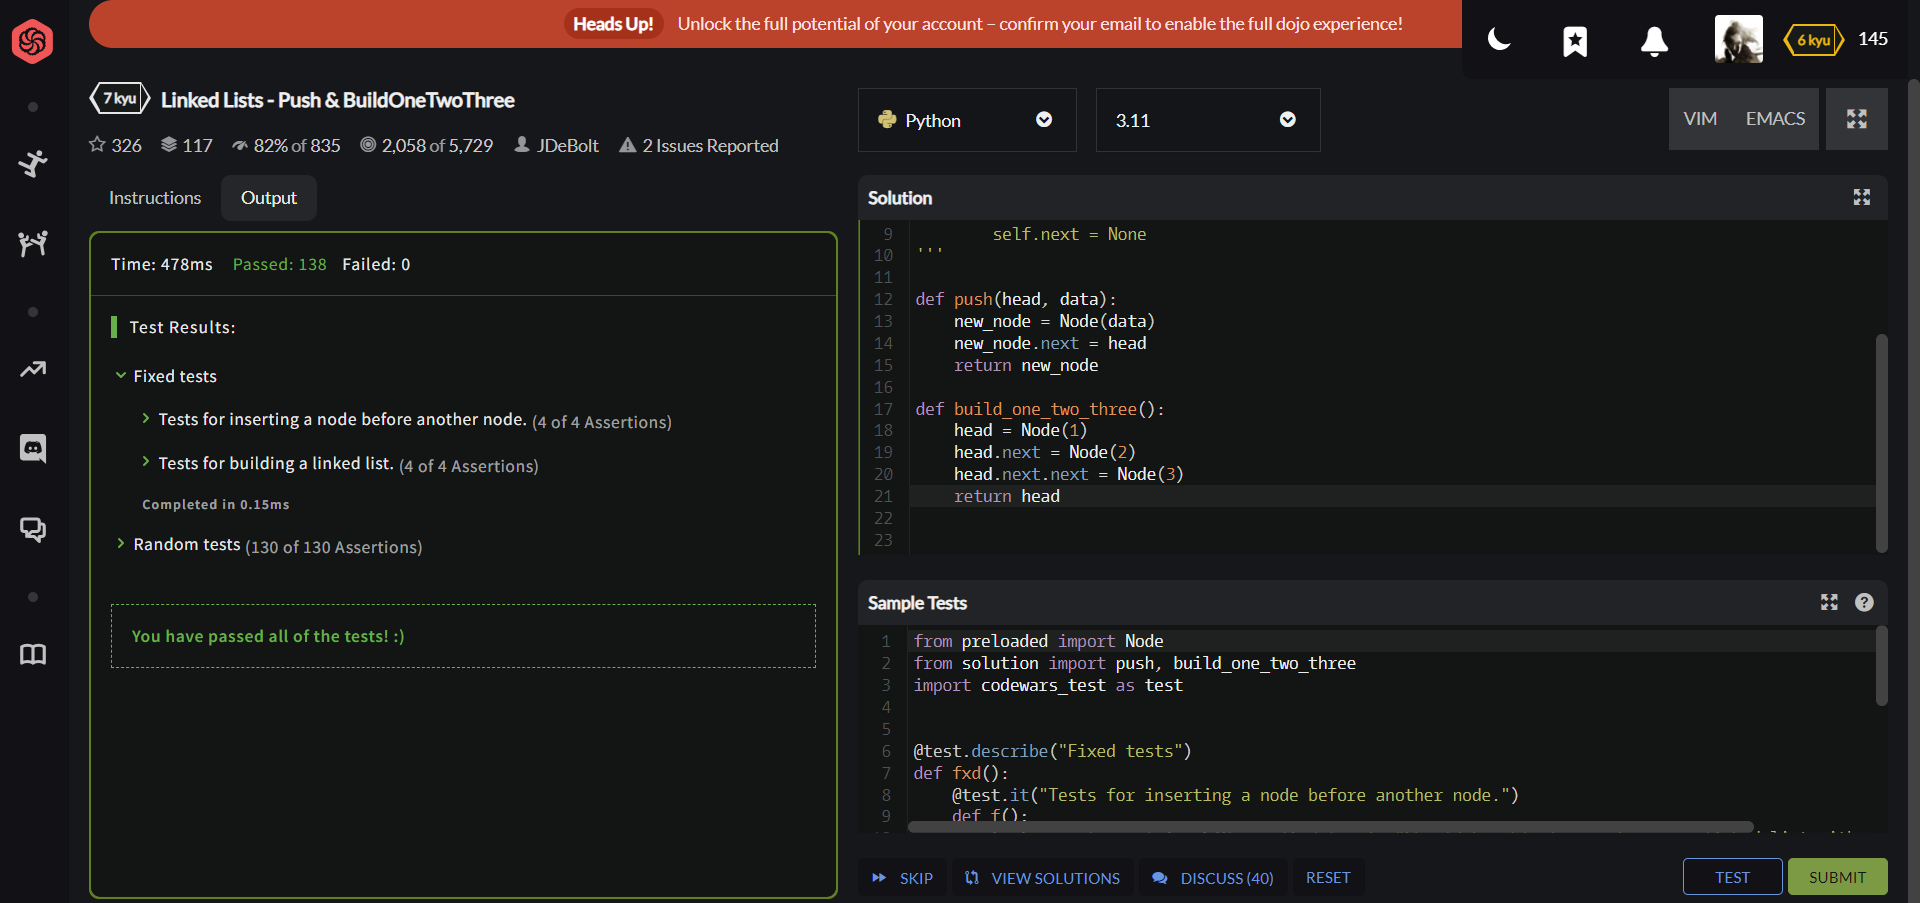 Heads Up! Unlock the full potential of your account – confirm your email to enable the full dojo experience!
6 kyu 145
7 kyu Linked Lists - Push & BuildOneTwoThree
326 117 82% of 835 2,058 of 5,729 JDeBolt 2 Issues Reported
Instructions Output
Time: 478ms Passed: 138 Failed: 0
Test Results:
Fixed tests
Tests for inserting a node before another node. (4 of 4 Assertions)
Tests for building a linked list. (4 of 4 Assertions)
Completed in 0.15ms
Random tests (130 of 130 Assertions)
You have passed all of the tests! :)
Python 3.11 VIM EMACS
Solution
9 self.next = None
10 '''
11
12 def push(head, data):
13 new_node = Node(data)
14 new_node.next = head
15 return new_node
16
17 def build_one_two_three():
18 head = Node(1)
19 head.next = Node(2)
20 head.next.next = Node(3)
21 return head
22
23
Sample Tests
1 from preloaded import Node
2 from solution import push, build_one_two_three
3 import codewars_test as test
4
5
6 @test.describe("Fixed tests")
7 def fxd():
8 @test.it("Tests for inserting a node before another node.")
9 def f():
SKIP VIEW SOLUTIONS DISCUSS (40) RESET TEST SUBMIT